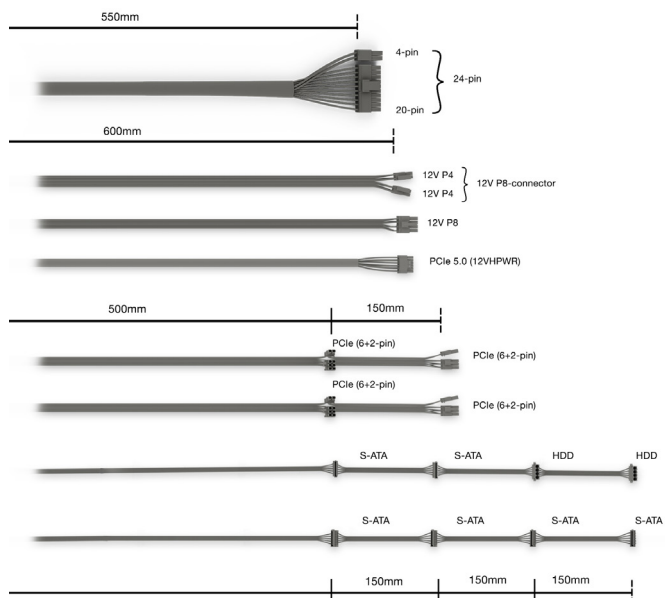 550mm
4-pin
24-pin
20-pin
600mm
12V P4
12V P4
12V P8-connector
12V P8
PCIe 5.0 (12VHPWR)
500mm
150mm
PCIe (6+2-pin)
PCIe (6+2-pin)
PCIe (6+2-pin)
PCIe (6+2-pin)
S-ATA
S-ATA
HDD
HDD
S-ATA
S-ATA
S-ATA
S-ATA
150mm
150mm
150mm